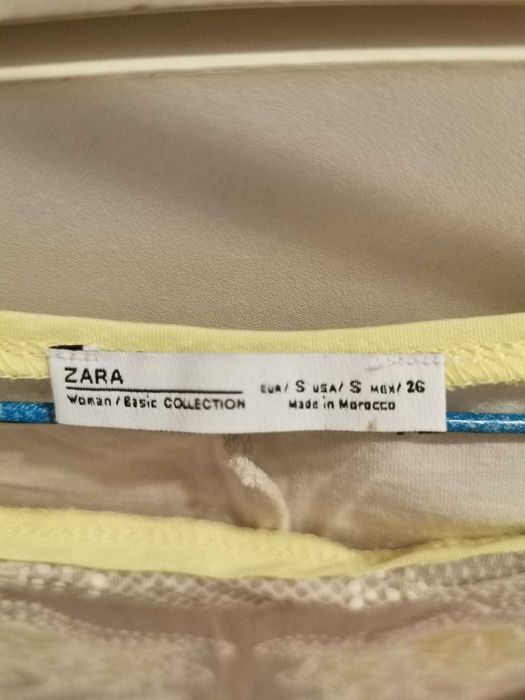 ZARA
Woman / Basic COLLECTION
EUR/ S USA/ S MEX/ 26
Made in Morocco